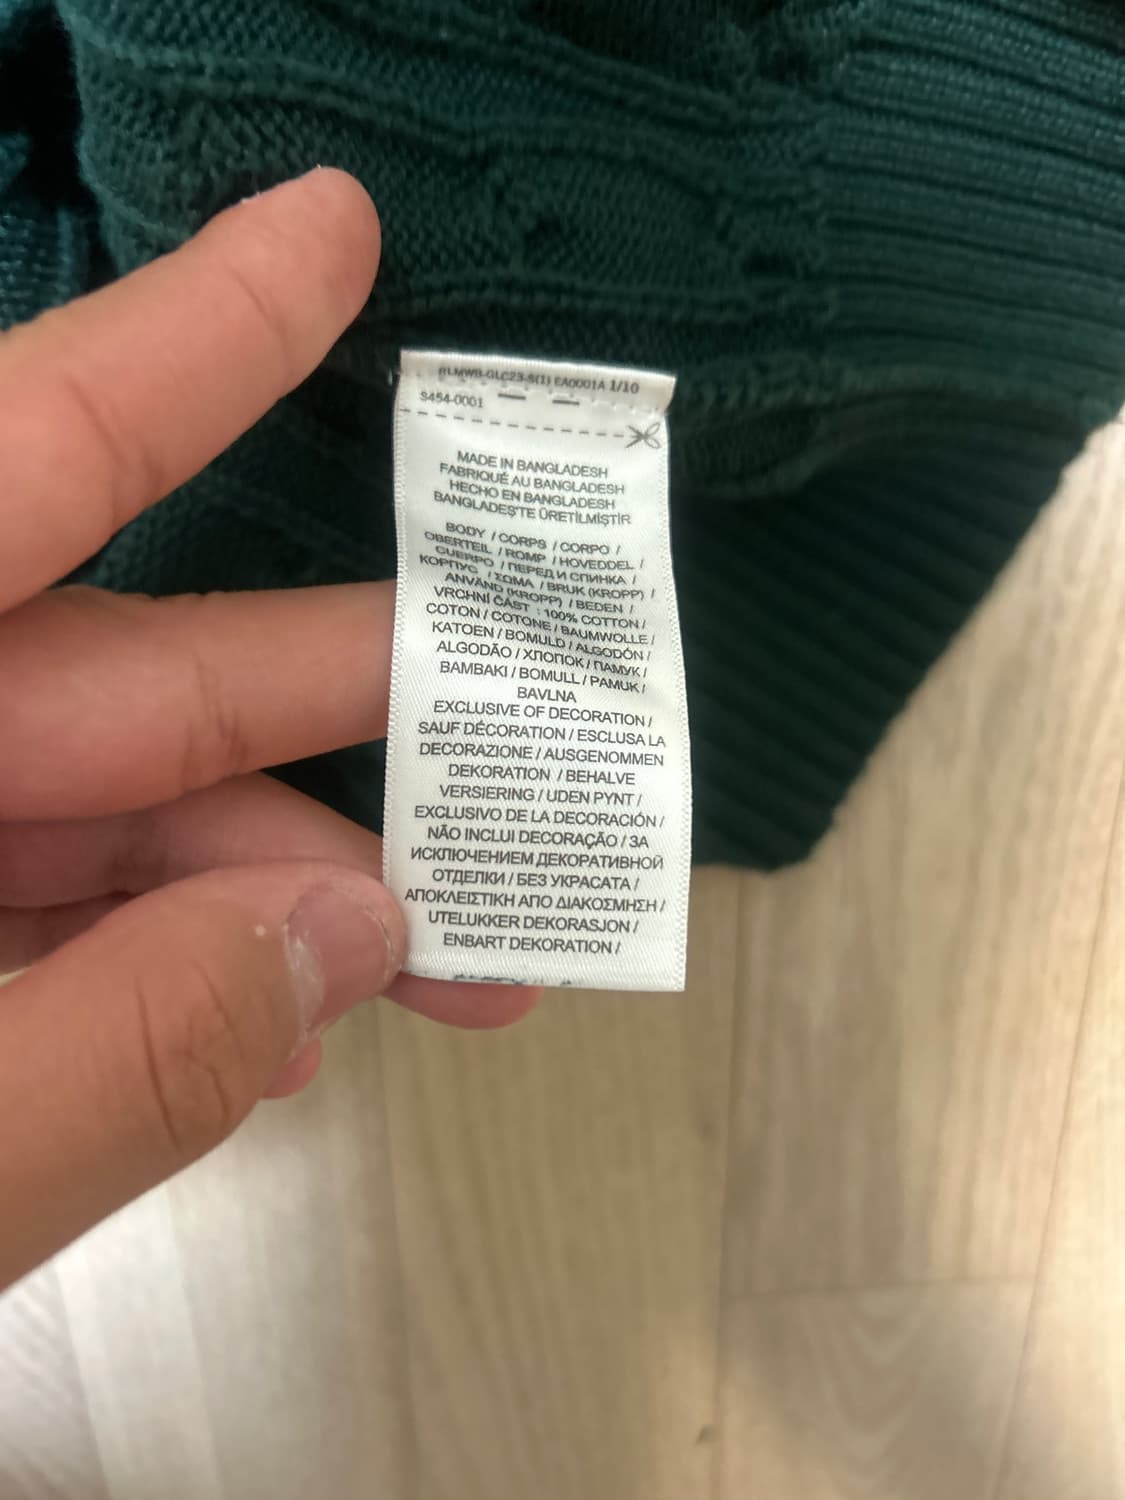 RLMWB-GLC23-S(1) EA0001A 1/10
S454-0001
MADE IN BANGLADESH
FABRIQUÉ AU BANGLADESH
HECHO EN BANGLADESH
BANGLADEŞ'TE ÜRETİLMİŞTİR
BODY / CORPS / CORPO /
OBERTEIL / ROMP / HOVEDDEL /
CUERPO / ПЕРЕД И СПИНКА /
КОРПУС / ΣΩΜΑ / BRUK (KROPP) /
ANVÄND (KROPP) / BEDEN /
VRCHNÍ ČÁST : 100% COTTON /
COTON / COTONE / BAUMWOLLE /
KATOEN / BOMULD / ALGODÓN /
ALGODÃO / ХЛОПОК / ПАМУК /
BAMBAKI / BOMULL / PAMUK /
BAVLNA
EXCLUSIVE OF DECORATION /
SAUF DÉCORATION / ESCLUSA LA
DECORAZIONE / AUSGENOMMEN
DEKORATION / BEHALVE
VERSIERING / UDEN PYNT /
EXCLUSIVO DE LA DECORACIÓN /
NÃO INCLUI DECORAÇÃO / ЗА
ИСКЛЮЧЕНИЕМ ДЕКОРАТИВНОЙ
ОТДЕЛКИ / БЕЗ УКРАСАТА /
ΑΠΟΚΛΕΙΣΤΙΚΗ ΑΠΟ ΔΙΑΚΟΣΜΗΣΗ /
UTELUKKER DEKORASJON /
ENBART DEKORATION /